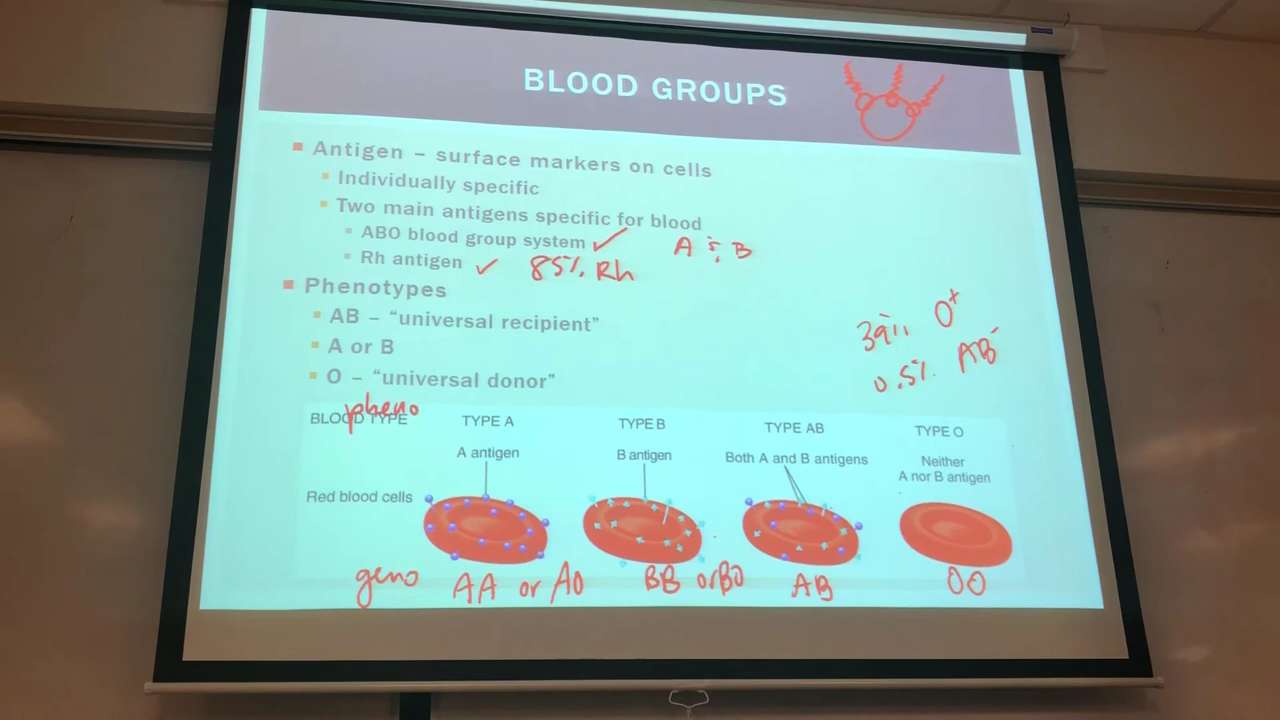 BLOOD GROUPS
Antigen – surface markers on cells
Individually specific
Two main antigens specific for blood
ABO blood group system ✓ A & B
Rh antigen ✓ 85% Rh
Phenotypes
AB – “universal recipient”
A or B
O – “universal donor”
39% O+
0.5% AB-
pheno
BLOOD TYPE TYPE A TYPE B TYPE AB TYPE O
A antigen B antigen Both A and B antigens Neither
A nor B antigen
Red blood cells
geno AA or AO BB or BO AB OO